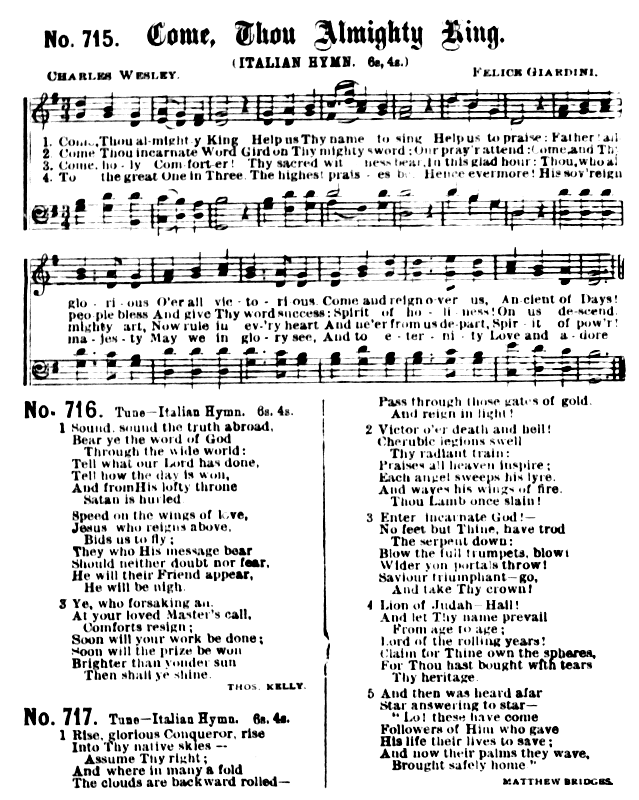 No. 715. Come, Thou Almighty King.
(ITALIAN HYMN. 6s, 4s.)
CHARLES WESLEY. FELICE GIARDINI.
1. Come, Thou al-might-y King Help us Thy name to sing Help us to praise: Father! all
2 Come Thou incarnate Word Gird on Thy mighty sword; Our pray'r attend: Come, and Thy
3. Come, ho-ly Com-fort-er! Thy sacred wit ness bear, In this glad hour: Thou, who al
4. To the great One in Three. The highest prais-es be Hence evermore! His sov'reign
glo-ri-ous O'er all vic-to-ri ous. Come and reign o-ver us, An-cient of Days!
people bless And give Thy word success: Spirit of ho-li-ness! On us de-scend.
mighty art, Now rule in ev-'ry heart And ne'er from us de-part, Spir-it of pow'r!
ma-jes-ty May we in glo-ry see, And to e-ter-ni-ty Love and a-dore
No. 716. Tune—Italian Hymn. 6s. 4s.
1 Sound, sound the truth abroad,
Bear ye the word of God
Through the wide world:
Tell what our Lord has done,
Tell how the day is won,
And from His lofty throne
Satan is hurled
Speed on the wings of love,
Jesus who reigns above,
Bids us to fly;
They who His message bear
Should neither doubt nor fear,
He will their Friend appear,
He will be nigh.
3 Ye, who forsaking all.
At your loved Master's call,
Comforts resign;
Soon will your work be done;
Soon will the prize be won
Brighter than yonder sun
Then shall ye shine.
THOS. KELLY.
No. 717. Tune—Italian Hymn. 6s. 4s.
1 Rise, glorious Conqueror, rise
Into Thy native skies —
Assume Thy right;
And where in many a fold
The clouds are backward rolled—
Pass through those gates of gold.
And reign in light!
2 Victor o'er death and hell!
Cherubic legions swell
Thy radiant train:
Praises all heaven inspire;
Each angel sweeps his lyre.
And waves his wings of fire.
Thou Lamb once slain!
3 Enter Incarnate God!—
No feet but Thine, have trod
The serpent down:
Blow the full trumpets, blow!
Wider yon portals throw!
Saviour triumphant—go,
And take Thy crown!
4 Lion of Judah—Hail!
And let Thy name prevail
From age to age;
Lord of the rolling years!
Claim for Thine own the spheres,
For Thou hast bought with tears
Thy heritage.
5 And then was heard afar
Star answering to star—
"Lo! these have come
Followers of Him who gave
His life their lives to save;
And now their palms they wave,
Brought safely home"
MATTHEW BRIDGES.